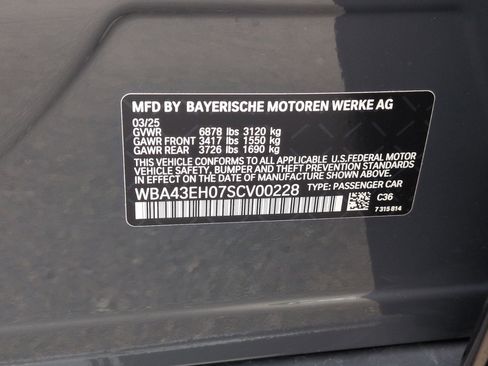 MFD BY BAYERISCHE MOTOREN WERKE AG
03/25
GVWR 6878 lbs 3120 kg
GAWR FRONT 3417 lbs 1550 kg
GAWR REAR 3726 lbs 1690 kg
THIS VEHICLE CONFORMS TO ALL APPLICABLE U.S.FEDERAL MOTOR
VEHICLE SAFETY, BUMPER, AND THEFT PREVENTION STANDARDS
IN EFFECT ON THE DATE OF MANUFACTURE SHOWN ABOVE.
WBA43EH07SCV00228 TYPE: PASSENGER CAR
C36
7 315 814